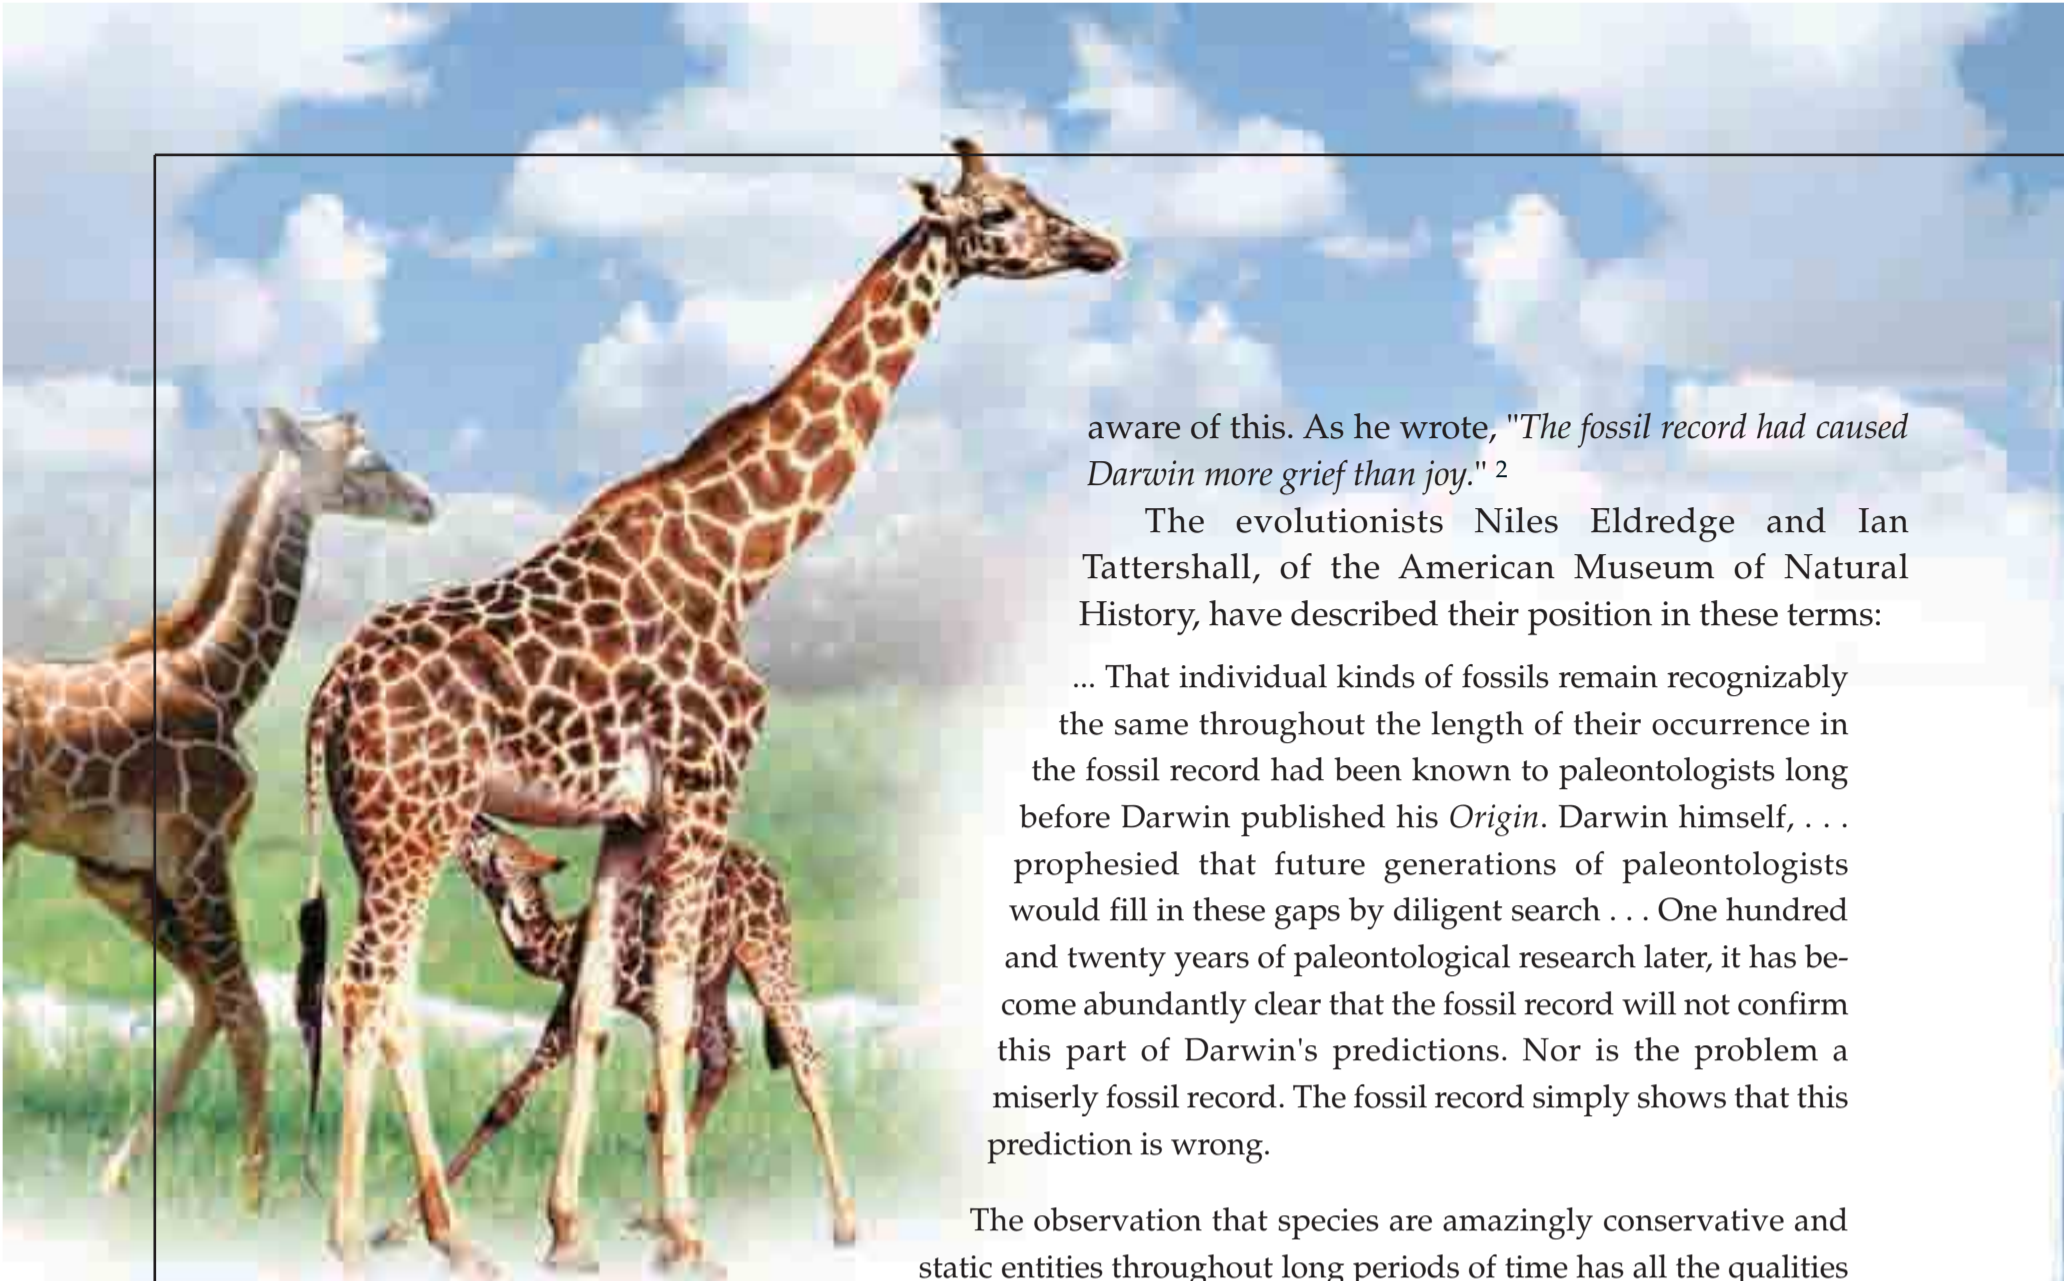 aware of this. As he wrote, "The fossil record had caused
Darwin more grief than joy." 2
The evolutionists Niles Eldredge and Ian
Tattershall, of the American Museum of Natural
History, have described their position in these terms:
... That individual kinds of fossils remain recognizably
the same throughout the length of their occurrence in
the fossil record had been known to paleontologists long
before Darwin published his Origin. Darwin himself, . . .
prophesied that future generations of paleontologists
would fill in these gaps by diligent search . . . One hundred
and twenty years of paleontological research later, it has be-
come abundantly clear that the fossil record will not confirm
this part of Darwin's predictions. Nor is the problem a
miserly fossil record. The fossil record simply shows that this
prediction is wrong.
The observation that species are amazingly conservative and
static entities throughout long periods of time has all the qualities